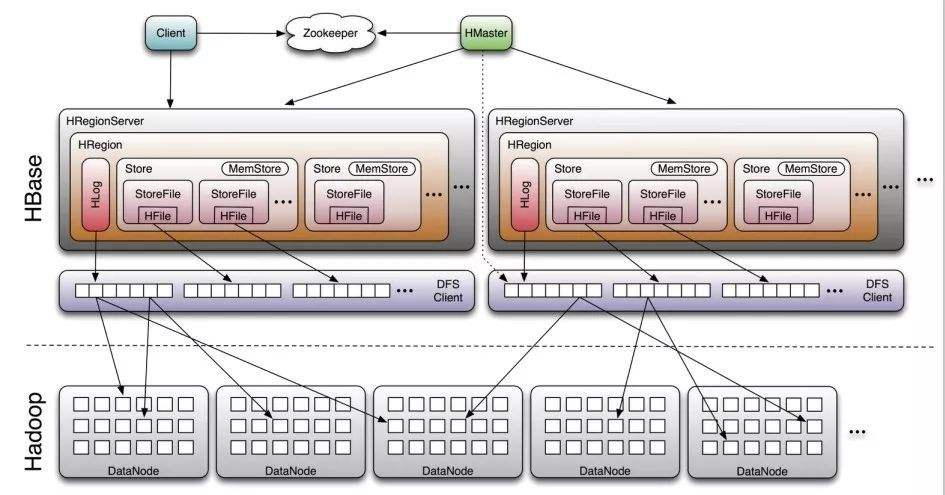 Client
Zookeeper
HMaster
HBase
HRegionServer
HRegion
HLog
Store
MemStore
StoreFile
HFile
StoreFile
HFile
...
Store
MemStore
StoreFile
HFile
...
...
HRegionServer
HRegion
HLog
Store
MemStore
StoreFile
HFile
StoreFile
HFile
...
Store
MemStore
StoreFile
HFile
...
...
...
...
DFS
Client
...
DFS
Client
Hadoop
DataNode
DataNode
DataNode
DataNode
DataNode
...